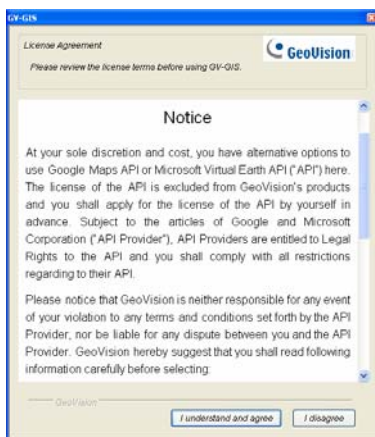 GV-GIS
License Agreement
GeoVision
Please review the license terms before using GV-GIS.
Notice
At your sole discretion and cost, you have alternative options to
use Google Maps API or Microsoft Virtual Earth API ("API") here.
The license of the API is excluded from GeoVision's products
and you shall apply for the license of the API by yourself in
advance. Subject to the articles of Google and Microsoft
Corporation ("API Provider"), API Providers are entitled to Legal
Rights to the API and you shall comply with all restrictions
regarding to their API.
Please notice that GeoVision is neither responsible for any event
of your violation to any terms and conditions set forth by the API
Provider, nor be liable for any dispute between you and the API
Provider. GeoVision hereby suggest that you shall read following
information carefully before selecting:
GeoVision
I understand and agree
I disagree